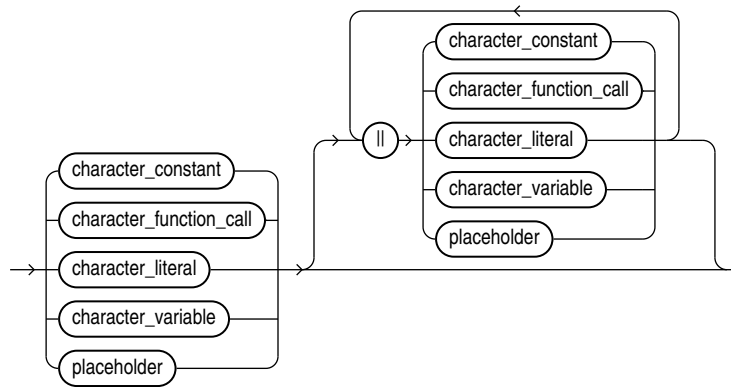 character_constant
character_function_call
character_literal
character_variable
placeholder
||
character_constant
character_function_call
character_literal
character_variable
placeholder